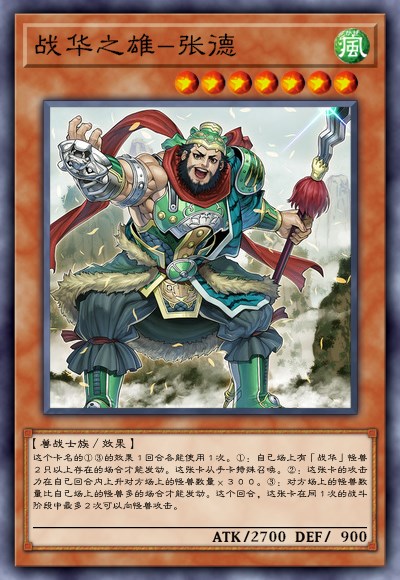 战华之雄-张德
風
【兽战士族／效果】
这个卡名的①③的效果1回合各能使用1次。①：自己场上有「战华」怪兽
2只以上存在的场合才能发动。这张卡从手卡特殊召唤。②：这张卡的攻击
力在自己回合内上升对方场上的怪兽数量×300。③：对方场上的怪兽数
量比自己场上的怪兽多的场合才能发动。这个回合，这张卡在同1次的战斗
阶段中最多2次可以向怪兽攻击。
ATK/2700 DEF/ 900